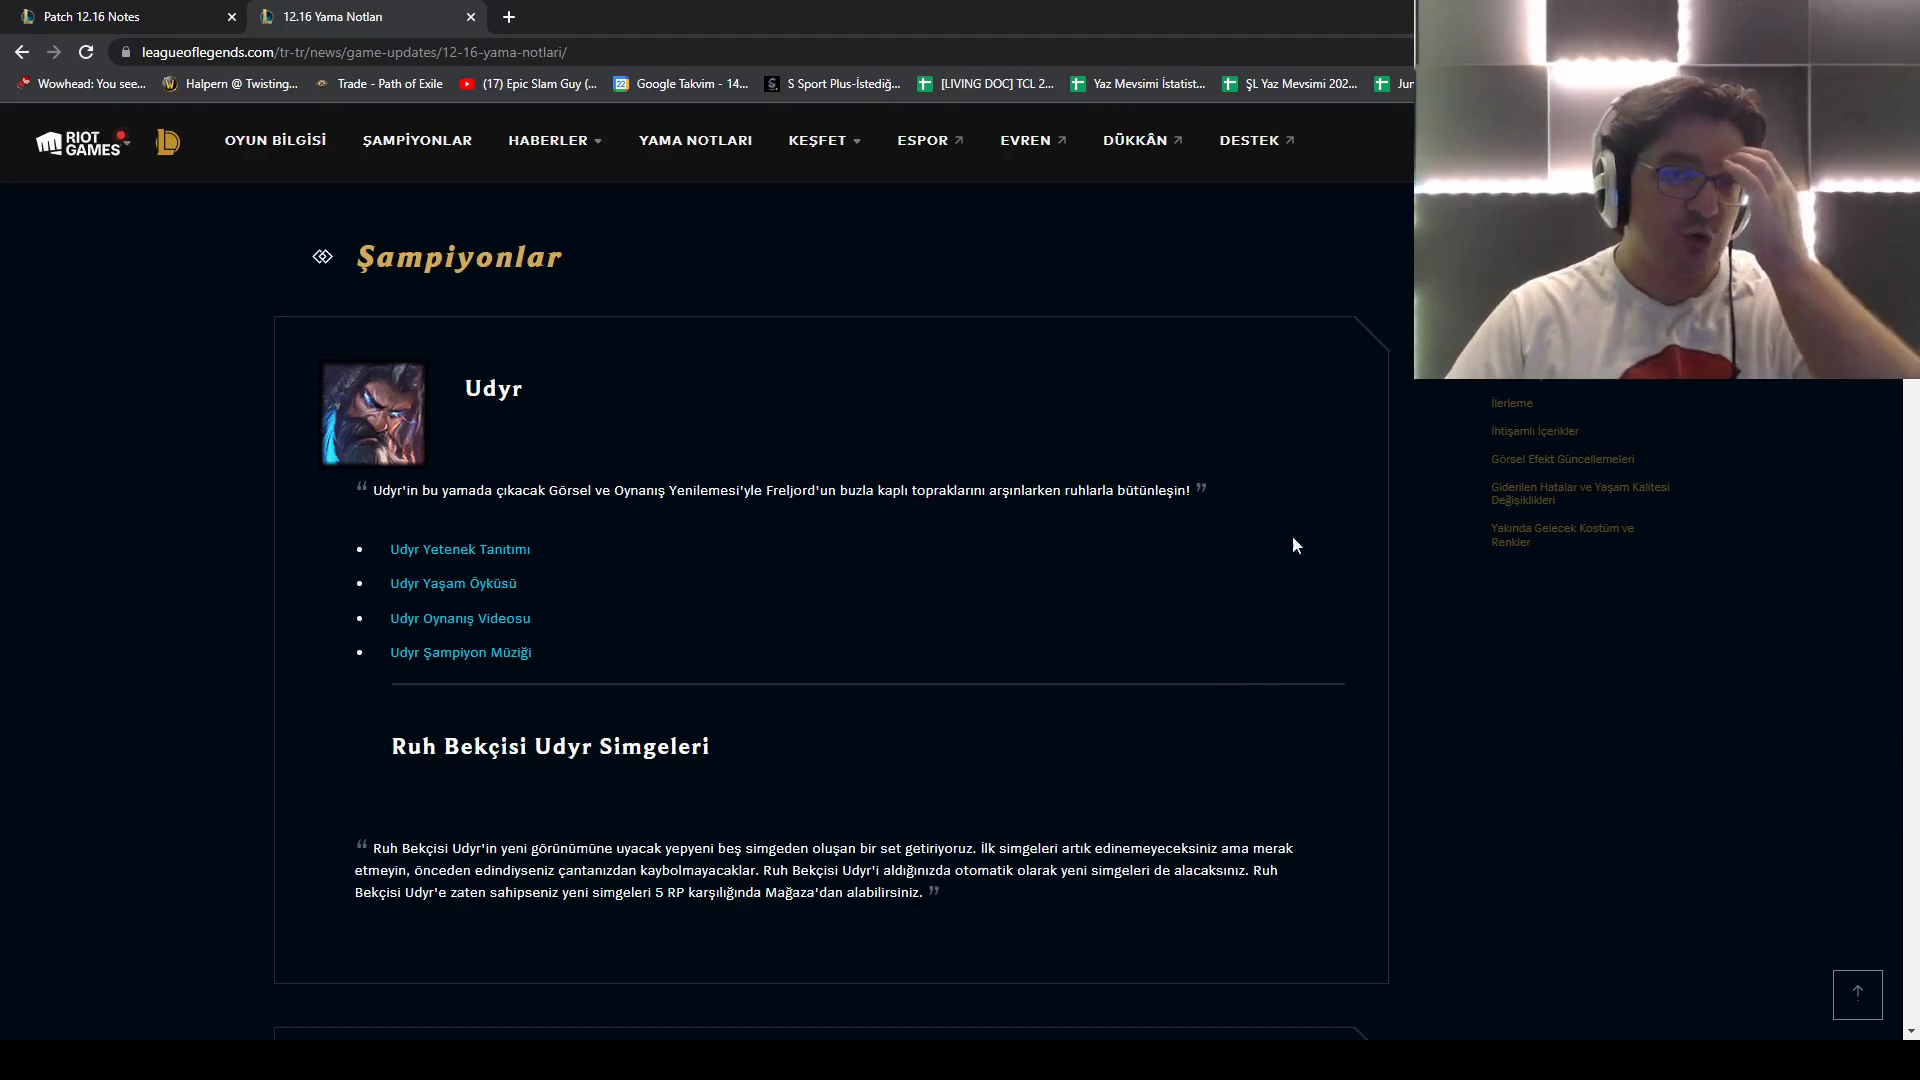 Patch 12.16 Notes
12.16 Yama Notları
leagueoflegends.com/tr-tr/news/game-updates/12-16-yama-notlari/
Wowhead: You see...
Halpern @ Twisting...
Trade - Path of Exile
(17) Epic Slam Guy (...
22
Google Takvim - 14...
S Sport Plus-İstediğ...
[LIVING DOC] TCL 2...
Yaz Mevsimi İstatist...
ŞL Yaz Mevsimi 202...
Jun
RIOT
GAMES
OYUN BİLGİSİ
ŞAMPİYONLAR
HABERLER
YAMA NOTLARI
KEŞFET
ESPOR
EVREN
DÜKKÂN
DESTEK
Şampiyonlar
Udyr
“ Udyr'in bu yamada çıkacak Görsel ve Oynanış Yenilemesi'yle Freljord'un buzla kaplı topraklarını arşınlarken ruhlarla bütünleşin! ”
• Udyr Yetenek Tanıtımı
• Udyr Yaşam Öyküsü
• Udyr Oynanış Videosu
• Udyr Şampiyon Müziği
Ruh Bekçisi Udyr Simgeleri
“ Ruh Bekçisi Udyr'in yeni görünümüne uyacak yepyeni beş simgeden oluşan bir set getiriyoruz. İlk simgeleri artık edinemeyeceksiniz ama merak
etmeyin, önceden edindiyseniz çantanızdan kaybolmayacaklar. Ruh Bekçisi Udyr'i aldığınızda otomatik olarak yeni simgeleri de alacaksınız. Ruh
Bekçisi Udyr'e zaten sahipseniz yeni simgeleri 5 RP karşılığında Mağaza'dan alabilirsiniz. ”
İlerleme
İhtişamlı İçerikler
Görsel Efekt Güncellemeleri
Giderilen Hatalar ve Yaşam Kalitesi
Değişiklikleri
Yakında Gelecek Kostüm ve
Renkler